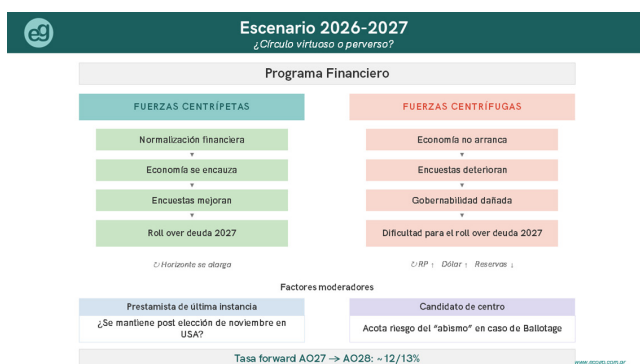 eg
Escenario 2026-2027
¿Círculo virtuoso o perverso?
Programa Financiero
FUERZAS CENTRÍPETAS
Normalización financiera
Economía se encauza
Encuestas mejoran
Roll over deuda 2027
↻ Horizonte se alarga
FUERZAS CENTRÍFUGAS
Economía no arranca
Encuestas deterioran
Gobernabilidad dañada
Dificultad para el roll over deuda 2027
↻ RP ↑ Dólar ↑ Reservas ↓
Factores moderadores
Prestamista de última instancia
¿Se mantiene post elección de noviembre en
USA?
Candidato de centro
Acota riesgo del “abismo” en caso de Ballotage
Tasa forward AO27 → AO28: ~12/13%